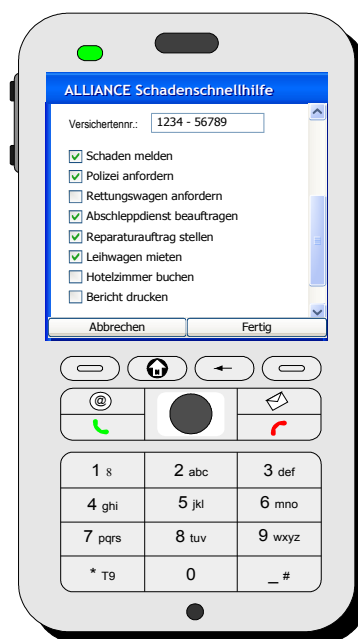 ALLIANCE Schadenschnellhilfe
Versichertennr.: 1234 - 56789
Schaden melden
Polizei anfordern
Rettungswagen anfordern
Abschleppdienst beauftragen
Reparaturauftrag stellen
Leihwagen mieten
Hotelzimmer buchen
Bericht drucken
Abbrechen Fertig
@
1 8 2 abc 3 def
4 ghi 5 jkl 6 mno
7 pqrs 8 tuv 9 wxyz
* T9 0 _ #